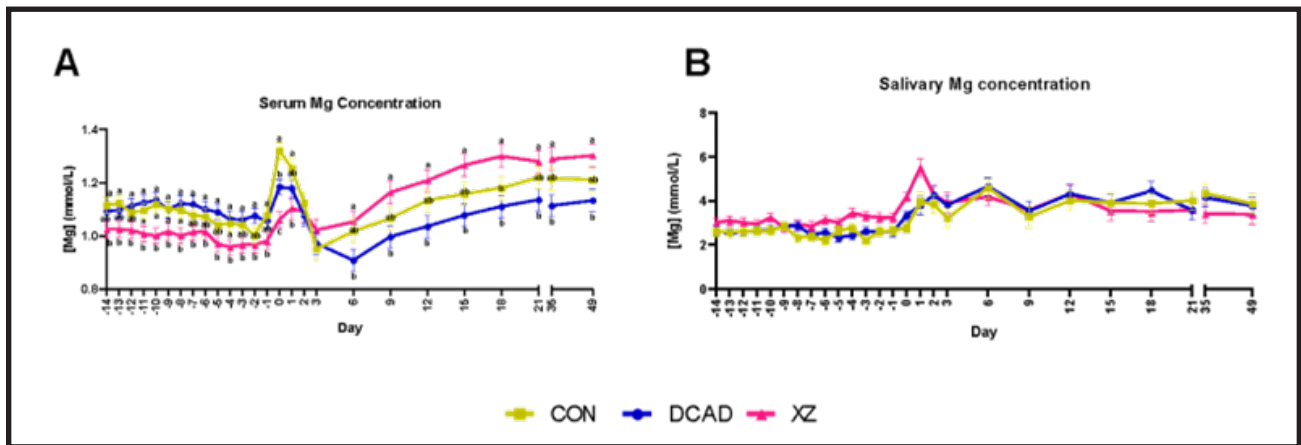 A
Serum Mg Concentration
[Mg] (mmol/L)
1.4
1.2
1.0
0.8
-14 -13 -12 -11 -10 -9 -8 -7 -6 -5 -4 -3 -2 -1 0 1 2 3 6 9 12 15 18 21 35 49
Day
B
Salivary Mg concentration
[Mg] (mmol/L)
8
6
4
2
0
-14 -13 -12 -11 -10 -9 -8 -7 -6 -5 -4 -3 -2 -1 0 1 2 3 6 9 12 15 18 21 35 49
Day
CON DCAD XZ